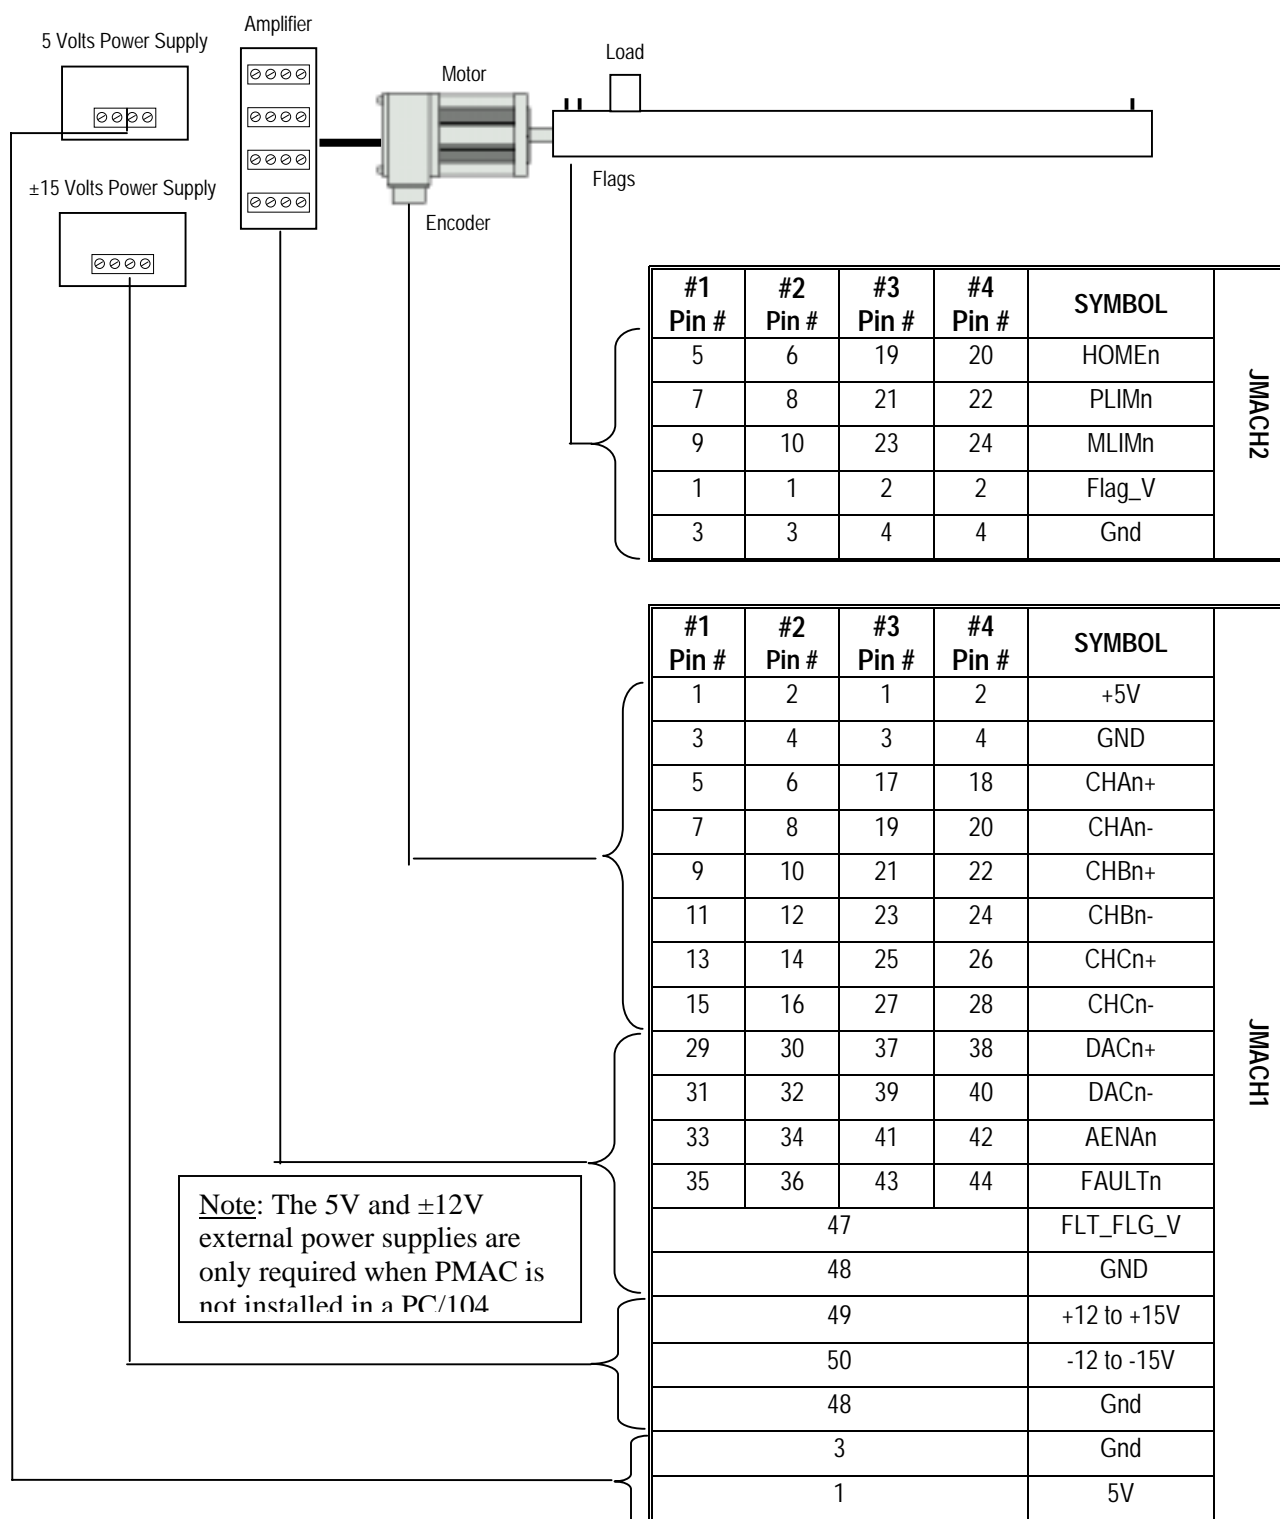 Amplifier
5 Volts Power Supply
Load
Motor
±15 Volts Power Supply
Flags
Encoder
#1 Pin # #2 Pin # #3 Pin # #4 Pin # SYMBOL
5 6 19 20 HOMEn
7 8 21 22 PLIMn
9 10 23 24 MLIMn
1 1 2 2 Flag_V
3 3 4 4 Gnd
JMACH2
#1 Pin # #2 Pin # #3 Pin # #4 Pin # SYMBOL
1 2 1 2 +5V
3 4 3 4 GND
5 6 17 18 CHAn+
7 8 19 20 CHAn-
9 10 21 22 CHBn+
11 12 23 24 CHBn-
13 14 25 26 CHCn+
15 16 27 28 CHCn-
29 30 37 38 DACn+
31 32 39 40 DACn-
33 34 41 42 AENAn
35 36 43 44 FAULTn
47 FLT_FLG_V
48 GND
49 +12 to +15V
50 -12 to -15V
48 Gnd
3 Gnd
1 5V
JMACH1
Note: The 5V and ±12V
external power supplies are
only required when PMAC is
not installed in a PC/104